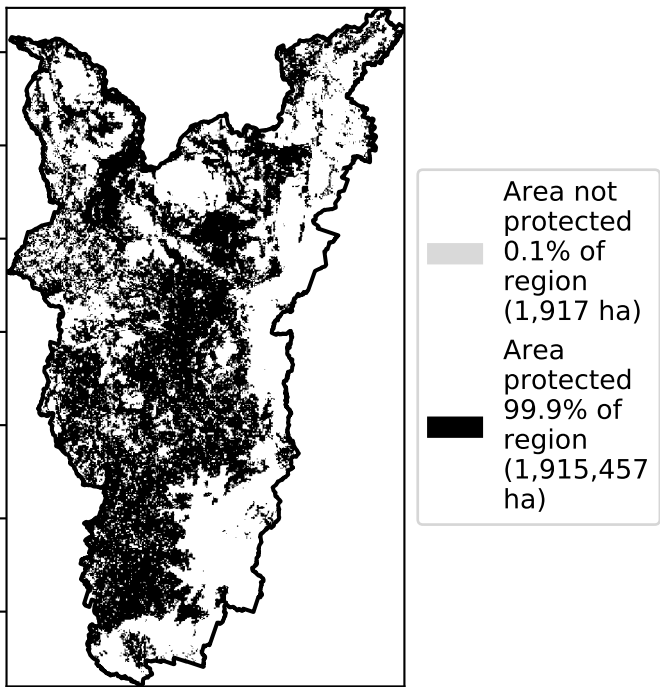 Area not
protected
0.1% of
region
(1,917 ha)
Area
protected
99.9% of
region
(1,915,457
ha)